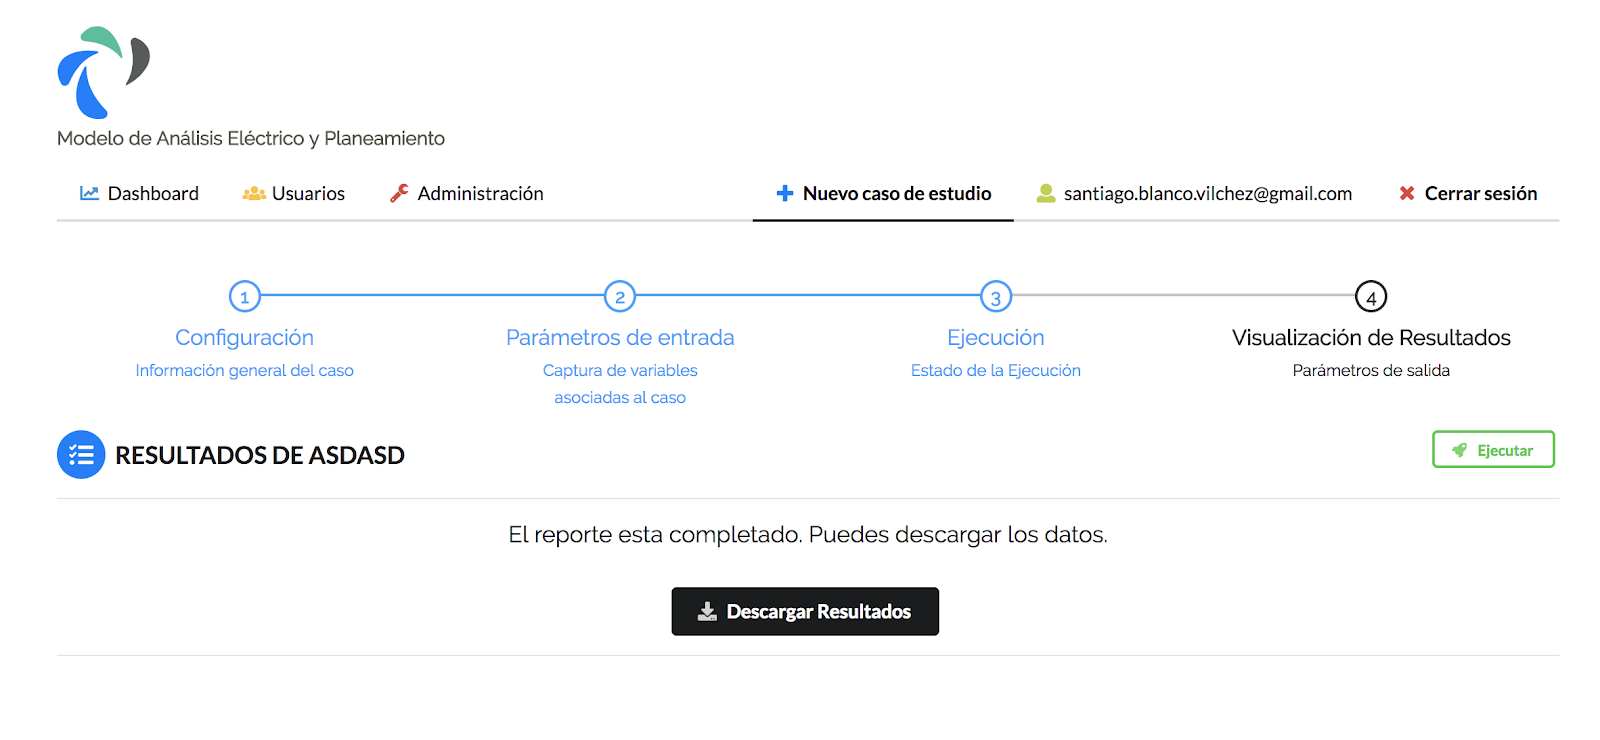 Modelo de Análisis Eléctrico y Planeamiento
Dashboard Usuarios Administración Nuevo caso de estudio santiago.blanco.vilchez@gmail.com Cerrar sesión
1 2 3 4
Configuración Parámetros de entrada Ejecución Visualización de Resultados
Información general del caso Captura de variables Estado de la Ejecución Parámetros de salida
asociadas al caso
RESULTADOS DE ASDASD Ejecutar
El reporte esta completado. Puedes descargar los datos.
Descargar Resultados